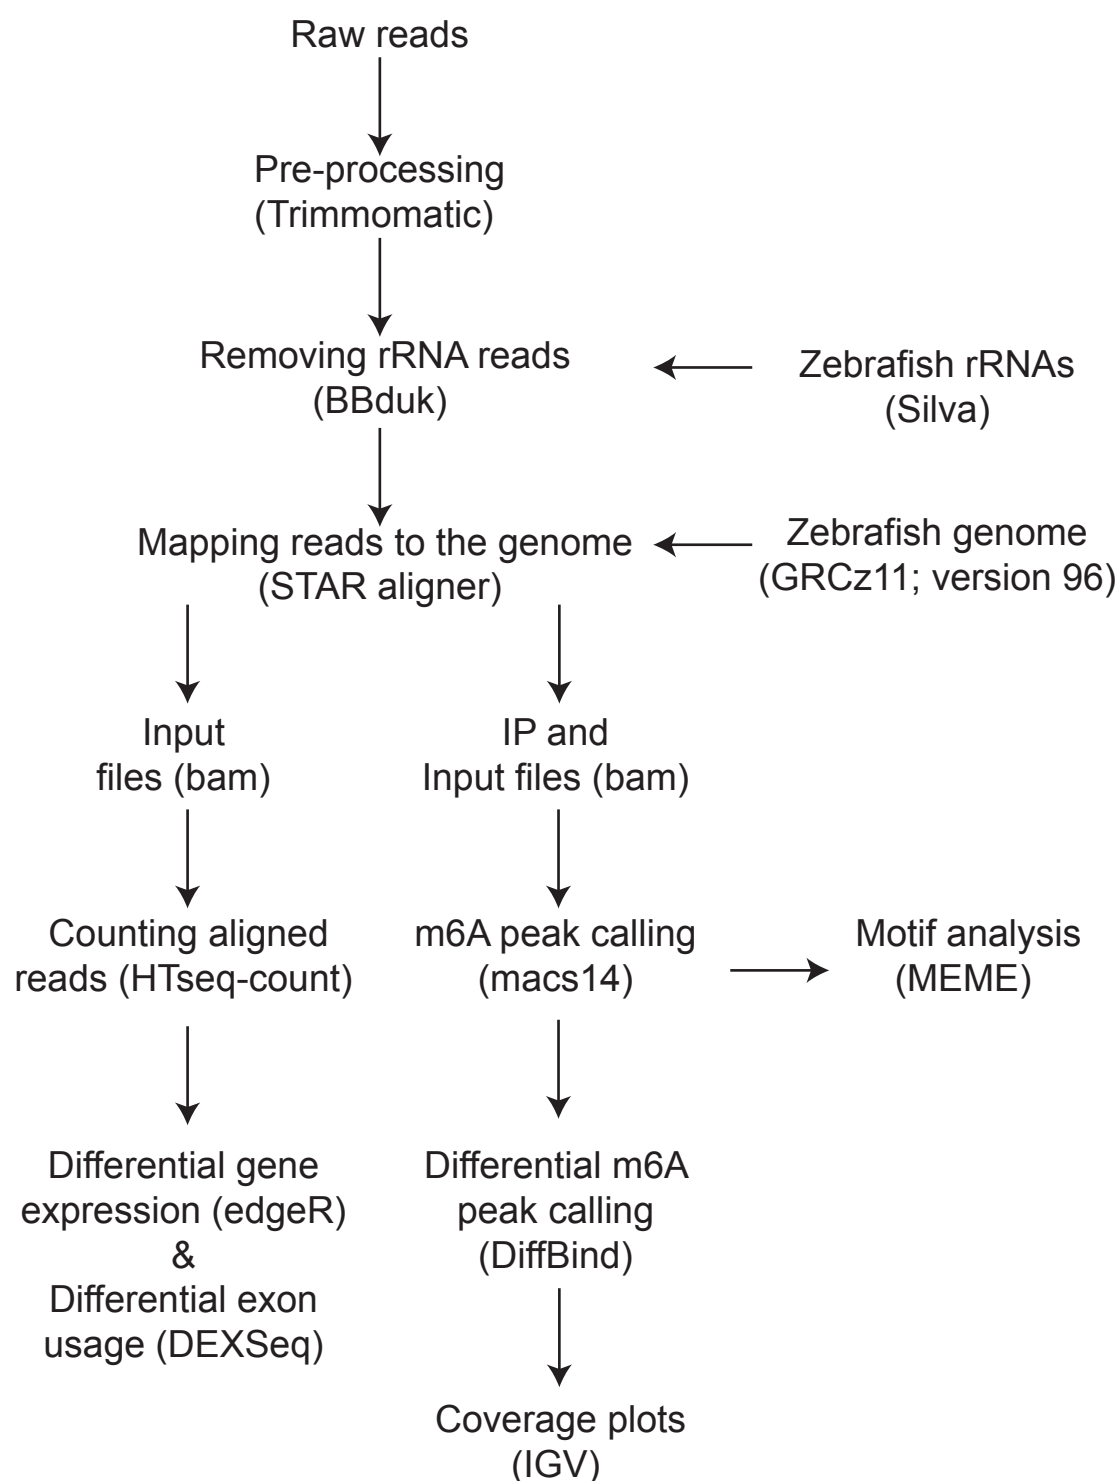 Raw reads
Pre-processing
(Trimmomatic)
Removing rRNA reads
(BBduk)
Zebrafish rRNAs
(Silva)
Mapping reads to the genome
(STAR aligner)
Zebrafish genome
(GRCz11; version 96)
Input
files (bam)
IP and
Input files (bam)
Counting aligned
reads (HTseq-count)
m6A peak calling
(macs14)
Motif analysis
(MEME)
Differential gene
expression (edgeR)
&
Differential exon
usage (DEXSeq)
Differential m6A
peak calling
(DiffBind)
Coverage plots
(IGV)